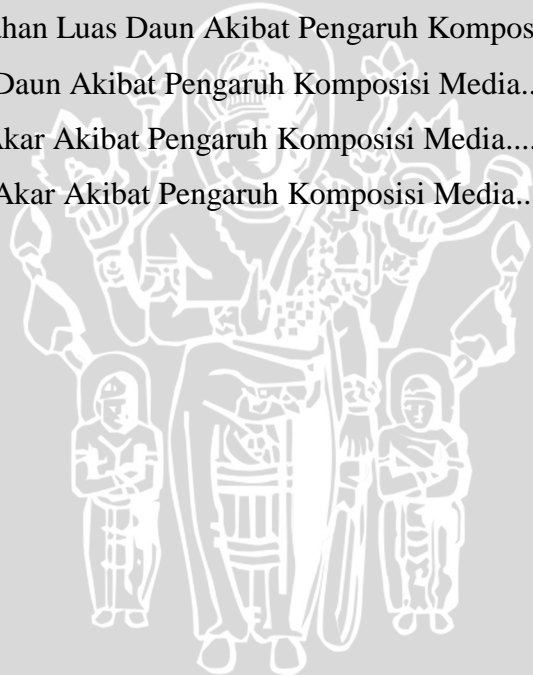 ahan Luas Daun Akibat Pengaruh Kompos
Daun Akibat Pengaruh Komposisi Media..
Akar Akibat Pengaruh Komposisi Media....
Akar Akibat Pengaruh Komposisi Media..